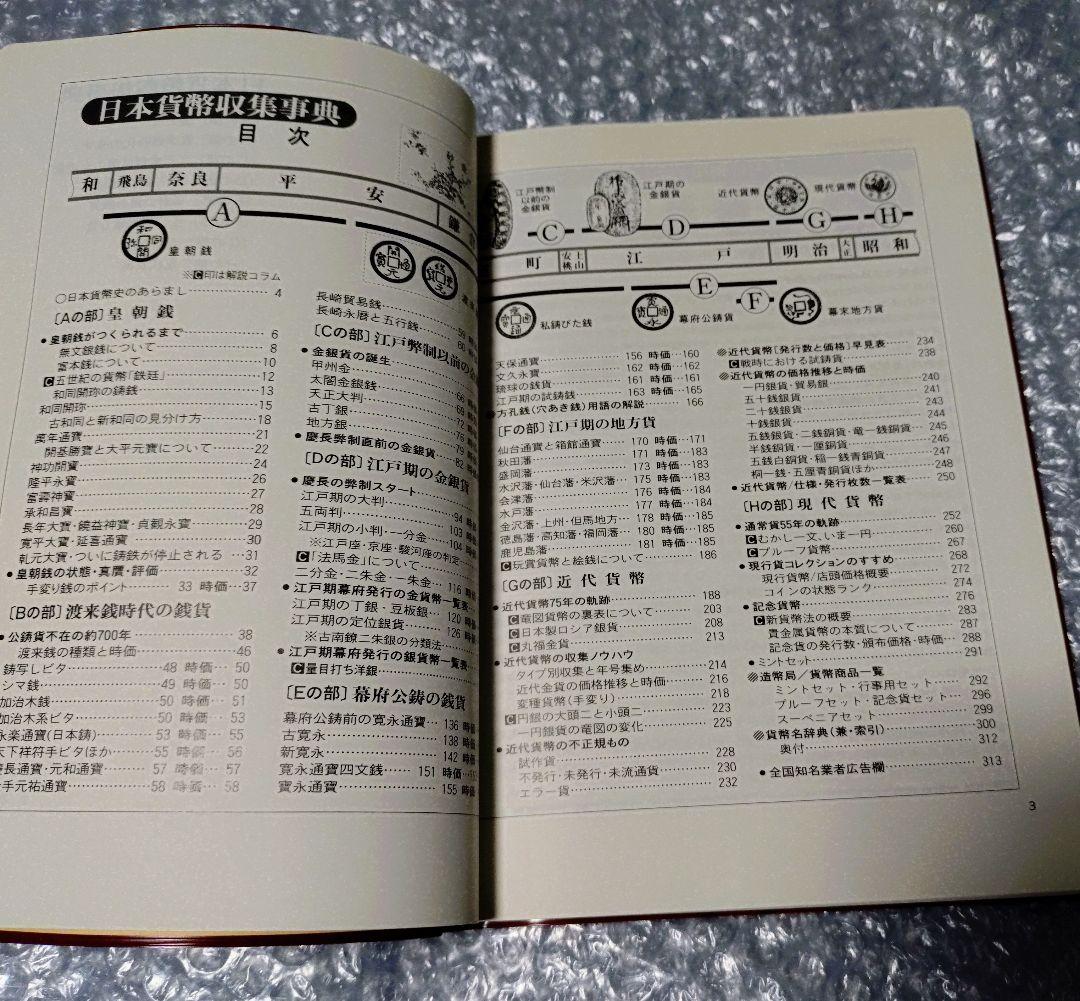 日本貨幣収集事典
目次
和 飛鳥 奈良 平安 鎌倉
A
皇朝銭
※C印は解説コラム
○日本貨幣史のあらまし 4
〔Aの部〕皇朝銭
●皇朝銭がつくられるまで 6
無文銀銭について 8
富本銭について 10
C五世紀の貨幣「鉄廷」 12
和同開珎の鋳銭 13
和同開珎 15
古和同と新和同の見分け方 18
萬年通寶 21
開基勝寶と大平元寶について 22
神功開寶 24
隆平永寶 26
富壽神寶 27
承和昌寶 28
長年大寶・饒益神寶・貞観永寶 29
寛平大寶・延喜通寶 30
乹元大寶・ついに鋳鉄が停止される 31
●皇朝銭の状態・真贋・評価 32
手変り銭のポイント 33 時価 37
〔Bの部〕渡来銭時代の銭貨
●公鋳貨不在の約700年 38
渡来銭の種類と時価 46
鋳写しビタ 48 時価 50
シマ銭 49 時価 50
加治木銭 50 時価 51
加治木系ビタ 50 時価 53
永楽通寶(日本鋳) 53 時価 55
天下祥符手ビタほか 55 時価 56
慶長通寶・元和通寶 57 時価 57
手元祐通寶 58 時価 58
長崎貿易銭 59
長崎永暦と五行銭 60
〔Cの部〕江戸幣制以前の金
●金銀貨の誕生
甲州金
太閤金銀銭 66
天正大判 69
古丁銀 72
地方銀 76
●慶長幣制直前の金銀貨 79
82
〔Dの部〕江戸期の金銀貨
●慶長の幣制スタート
江戸期の大判 94
五両判 103
江戸期の小判・一分金 104
※江戸座・京座・駿河座の判定
C「法馬金」について
二分金・二朱金・一朱金 116
●江戸期幕府発行の金貨幣一覧表
江戸期の丁銀・豆板銀 120
江戸期の定位銀貨 126
※古南鐐二朱銀の分類法
●江戸期幕府発行の銀貨幣一覧表
C量目打ち洋銀
〔Eの部〕幕府公鋳の銭貨
幕府公鋳前の寛永通寶 136 時価
古寛永 138 時価
新寛永 142 時価
寛永通寶四文銭 151 時価
寶永通寶 155 時価
江戸幣制以前の金銀貨
江戸期の金銀貨
近代貨幣
現代貨幣
C D G H
町 安土桃山 江戸 明治 大正 昭和
E
F
私鋳びた銭
幕府公鋳貨
幕末地方貨
天保通寶 156 時価 160
文久永寶 162 時価 162
琉球の銭貨 161 時価 161
江戸期の試鋳銭 163 時価 165
●方孔銭(穴あき銭)用語の解説 166
〔Fの部〕江戸期の地方貨
仙台通寶と箱館通寶 170 時価 171
秋田藩 171 時価 183
盛岡藩 173 時価 183
水沢藩・仙台藩・米沢藩 175 時価 183
会津藩 176 時価 184
水戸藩 177 時価 184
金沢藩・上州・但馬地方 178 時価 185
徳島藩・高知藩・福岡藩 180 時価 185
鹿児島藩 181 時価 185
C玩賞貨幣と絵銭について 186
〔Gの部〕近代貨幣
●近代貨幣75年の軌跡 188
C竜図貨幣の裏表について 203
C日本製ロシア銀貨 208
C丸福金貨 213
●近代貨幣の収集ノウハウ
タイプ別収集と年号集め 214
近代金貨の価格推移と時価 216
変種貨幣(手変り) 218
C円銀の大頭二と小頭二 223
一円銀貨の竜図の変化 225
●近代貨幣の不正規もの
試作貨 228
不発行・未発行・未流通貨 230
エラー貨 232
近代貨幣〔発行数と価格〕早見表 234
C戦時における試鋳貨 238
近代貨幣の価格推移と時価
一円銀貨・貿易銀 240
五十銭銀貨 241
二十銭銀貨 243
十銭銀貨 244
五銭銀貨・二銭銅貨・竜一銭銅貨 245
半銭銅貨・一厘銅貨 246
五銭白銅貨・稲一銭青銅貨 247
桐一銭・五厘青銅貨ほか 248
●近代貨幣/仕様・発行枚数一覧表 250
〔Hの部〕現代貨幣
●通常貨55年の軌跡 252
Cむかし一文、いま一円 260
Cプルーフ貨幣 267
●現行貨コレクションのすすめ 268
現行貨幣/店頭価格概要 272
コインの状態ランク 274
●記念貨幣 276
C新貨幣法の概要 283
貴金属貨幣の本質について 287
記念貨の発行数・頒布価格・時価 288
●ミントセット 291
造幣局/貨幣商品一覧
ミントセット・行事用セット 292
プルーフセット・記念貨セット 296
スーベニアセット 299
貨幣名辞典(兼・索引) 300
奥付 312
●全国知名業者広告欄 313
3